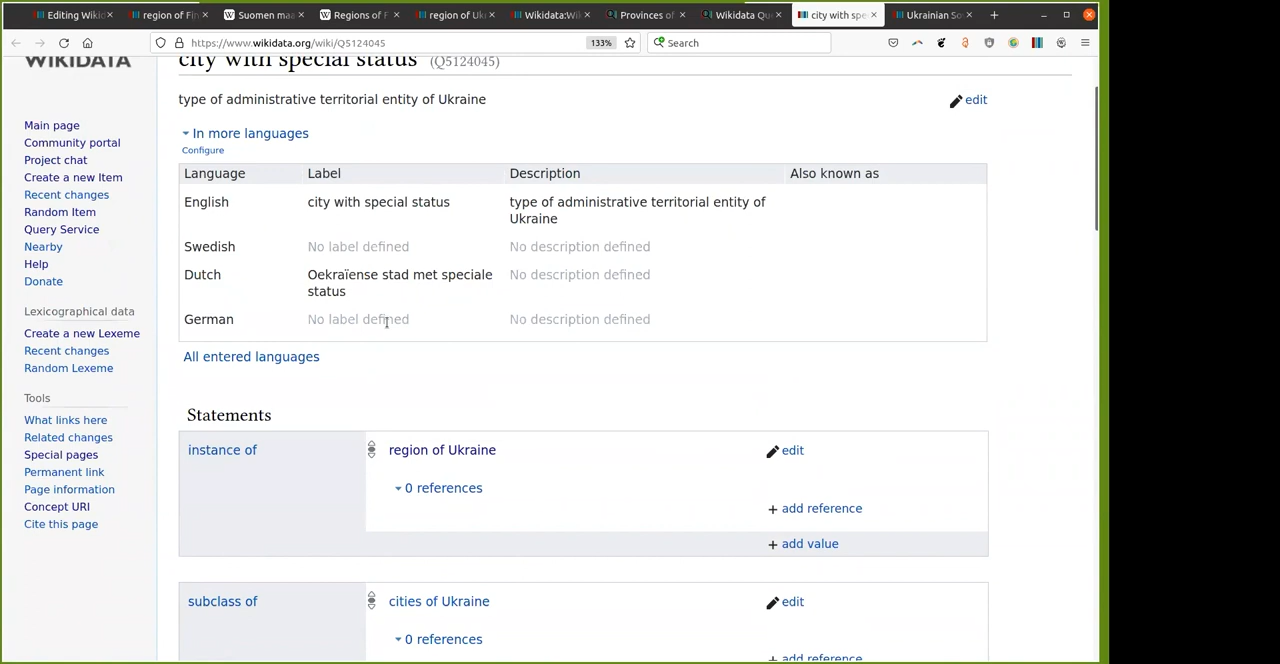 Editing Wikid
region of Fin
Suomen maa
Regions of F
region of Uk
Wikidata:Wi
Provinces of
Wikidata Qu
city with spe
Ukrainian So
https://www.wikidata.org/wiki/Q5124045
133%
Search
WIKIDATA
city with special status (Q5124045)
type of administrative territorial entity of Ukraine
edit
In more languages
Configure
Language Label Description Also known as
English city with special status type of administrative territorial entity of
Ukraine
Swedish No label defined No description defined
Dutch Oekraïense stad met speciale No description defined
status
German No label defined No description defined
All entered languages
Main page
Community portal
Project chat
Create a new Item
Recent changes
Random Item
Query Service
Nearby
Help
Donate
Lexicographical data
Create a new Lexeme
Recent changes
Random Lexeme
Tools
What links here
Related changes
Special pages
Permanent link
Page information
Concept URI
Cite this page
Statements
instance of region of Ukraine edit
0 references
+ add reference
+ add value
subclass of cities of Ukraine edit
0 references
add reference